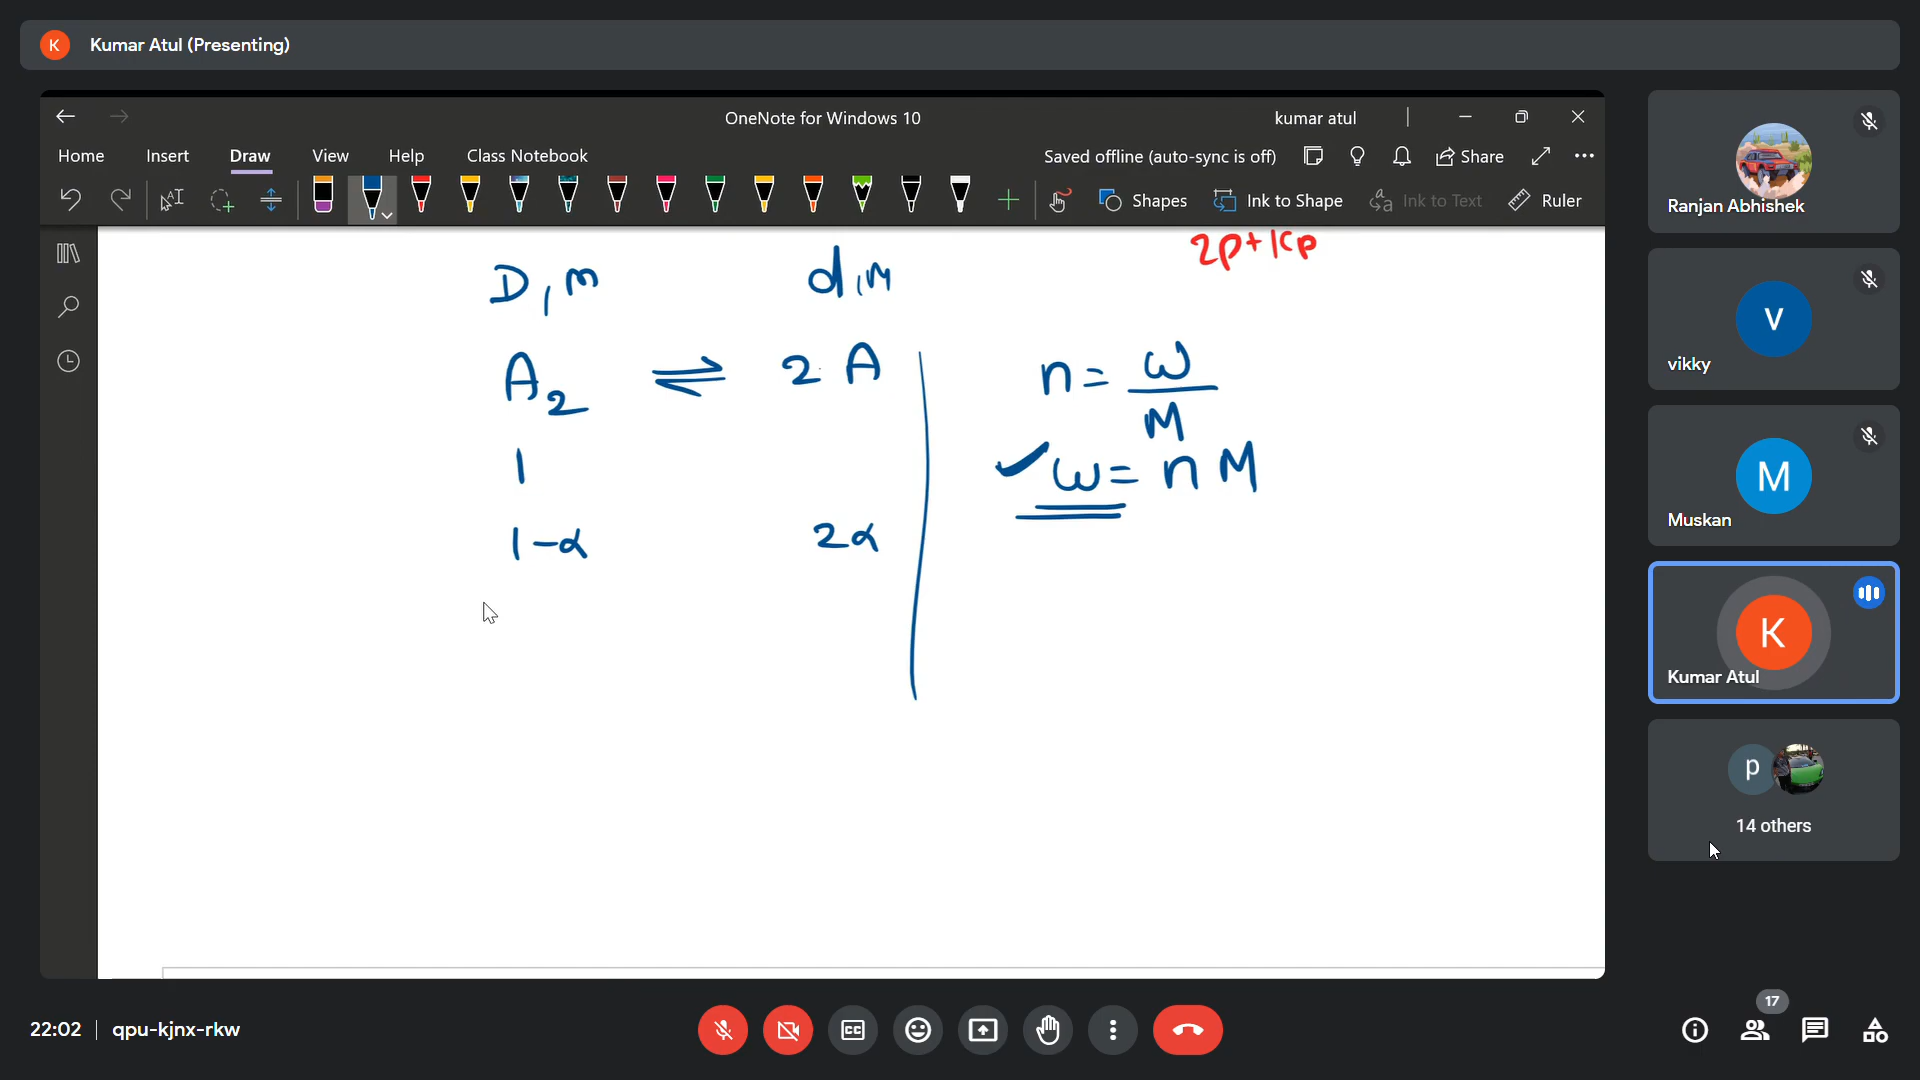 K Kumar Atul (Presenting)
OneNote for Windows 10
kumar atul
Home Insert Draw View Help Class Notebook
Saved offline (auto-sync is off) Share
Shapes Ink to Shape Ink to Text Ruler
2p+Kp
D, m d, M
A2 ⇌ 2 A
n = w/M
1
w = n M
1-α 2α
Ranjan Abhishek
V
vikky
M
Muskan
K
Kumar Atul
p
14 others
22:02 | qpu-kjnx-rkw
CC
17